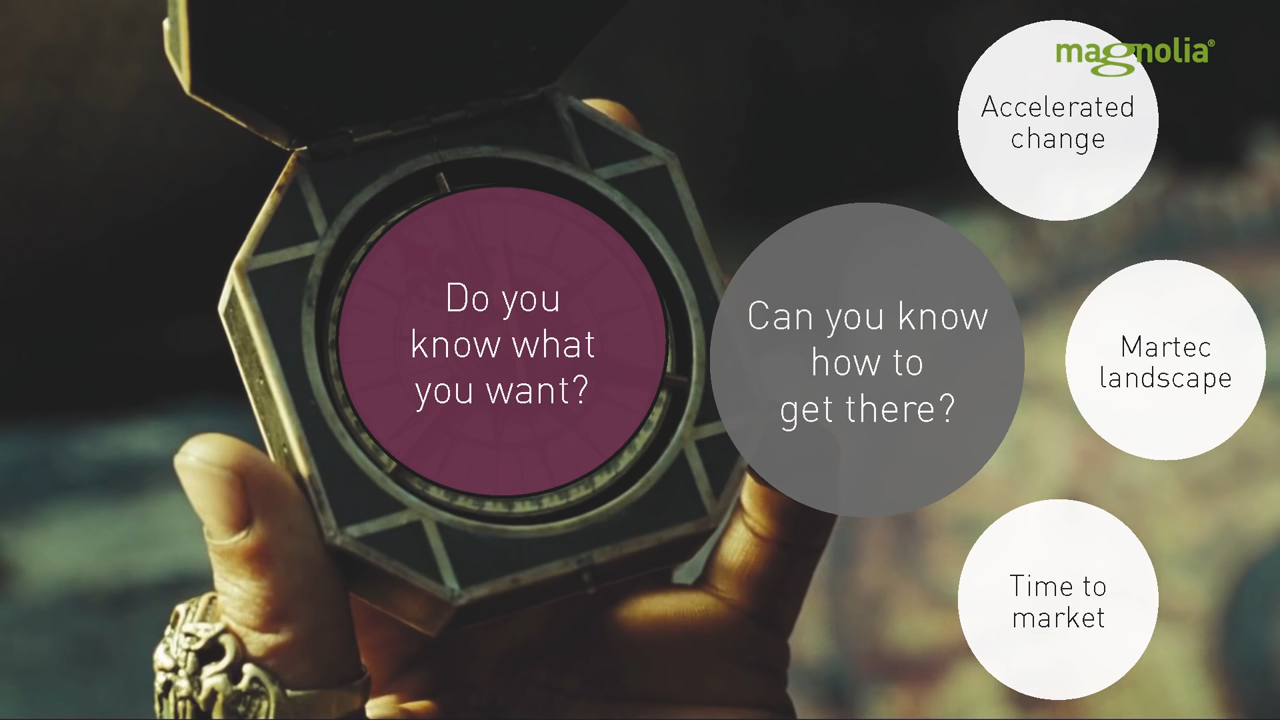 magnolia®
Accelerated
change
Do you
know what
you want?
Can you know
how to
get there?
Martec
landscape
Time to
market